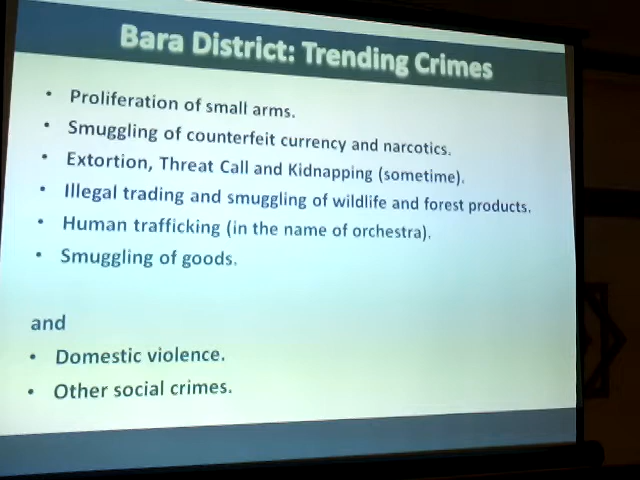 Bara District: Trending Crimes
• Proliferation of small arms.
• Smuggling of counterfeit currency and narcotics.
• Extortion, Threat Call and Kidnapping (sometime).
• Illegal trading and smuggling of wildlife and forest products.
• Human trafficking (in the name of orchestra).
• Smuggling of goods.
and
• Domestic violence.
• Other social crimes.